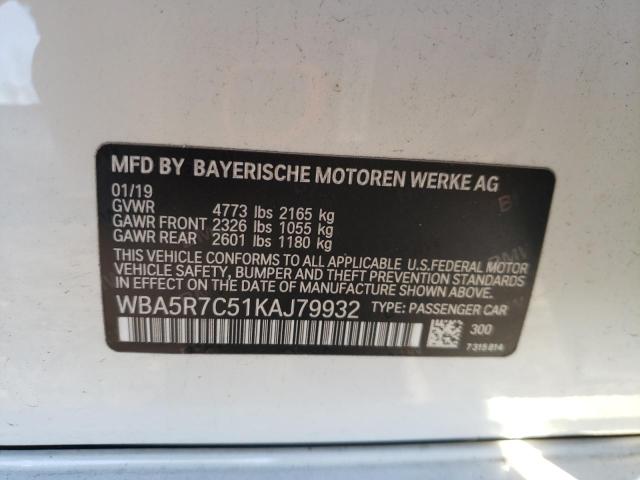 MFD BY BAYERISCHE MOTOREN WERKE AG
01/19
GVWR 4773 lbs 2165 kg
GAWR FRONT 2326 lbs 1055 kg
GAWR REAR 2601 lbs 1180 kg
THIS VEHICLE CONFORMS TO ALL APPLICABLE U.S. FEDERAL MOTOR
VEHICLE SAFETY, BUMPER, AND THEFT PREVENTION STANDARDS
IN EFFECT ON THE DATE OF MANUFACTURE SHOWN ABOVE.
WBA5R7C51KAJ79932 TYPE: PASSENGER CAR
300
7315814